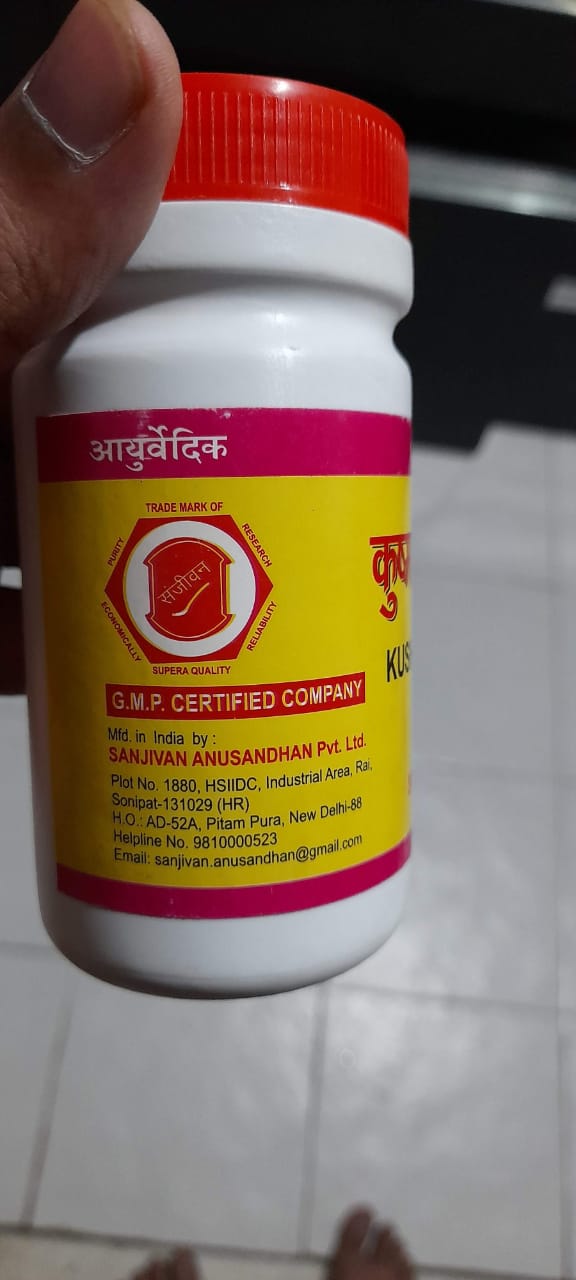 आयुर्वेदिक
TRADE MARK OF
PURITY
RESEARCH
संजीवन
ECONOMICALLY
RELIABILITY
SUPERA QUALITY
G.M.P. CERTIFIED COMPANY
Mfd. in India by :
SANJIVAN ANUSANDHAN Pvt. Ltd.
Plot No. 1880, HSIIDC, Industrial Area, Rai,
Sonipat-131029 (HR)
H.O.: AD-52A, Pitam Pura, New Delhi-88
Helpline No. 9810000523
Email: sanjivan.anusandhan@gmail.com